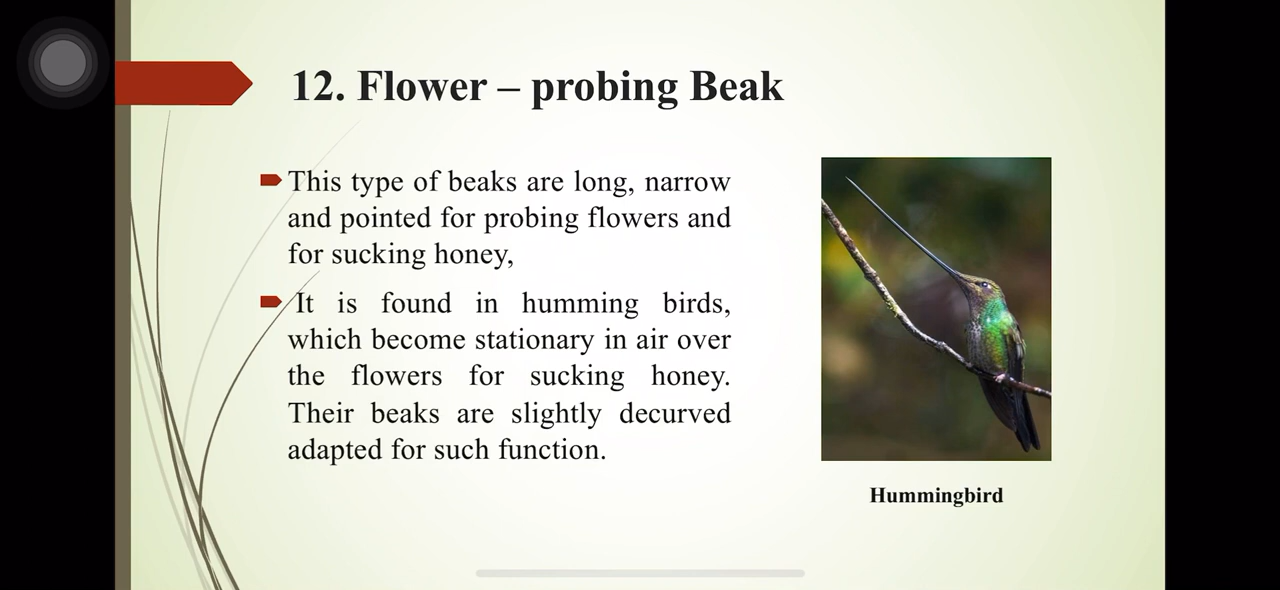 12. Flower – probing Beak
This type of beaks are long, narrow
and pointed for probing flowers and
for sucking honey,
It is found in humming birds,
which become stationary in air over
the flowers for sucking honey.
Their beaks are slightly decurved
adapted for such function.
Hummingbird